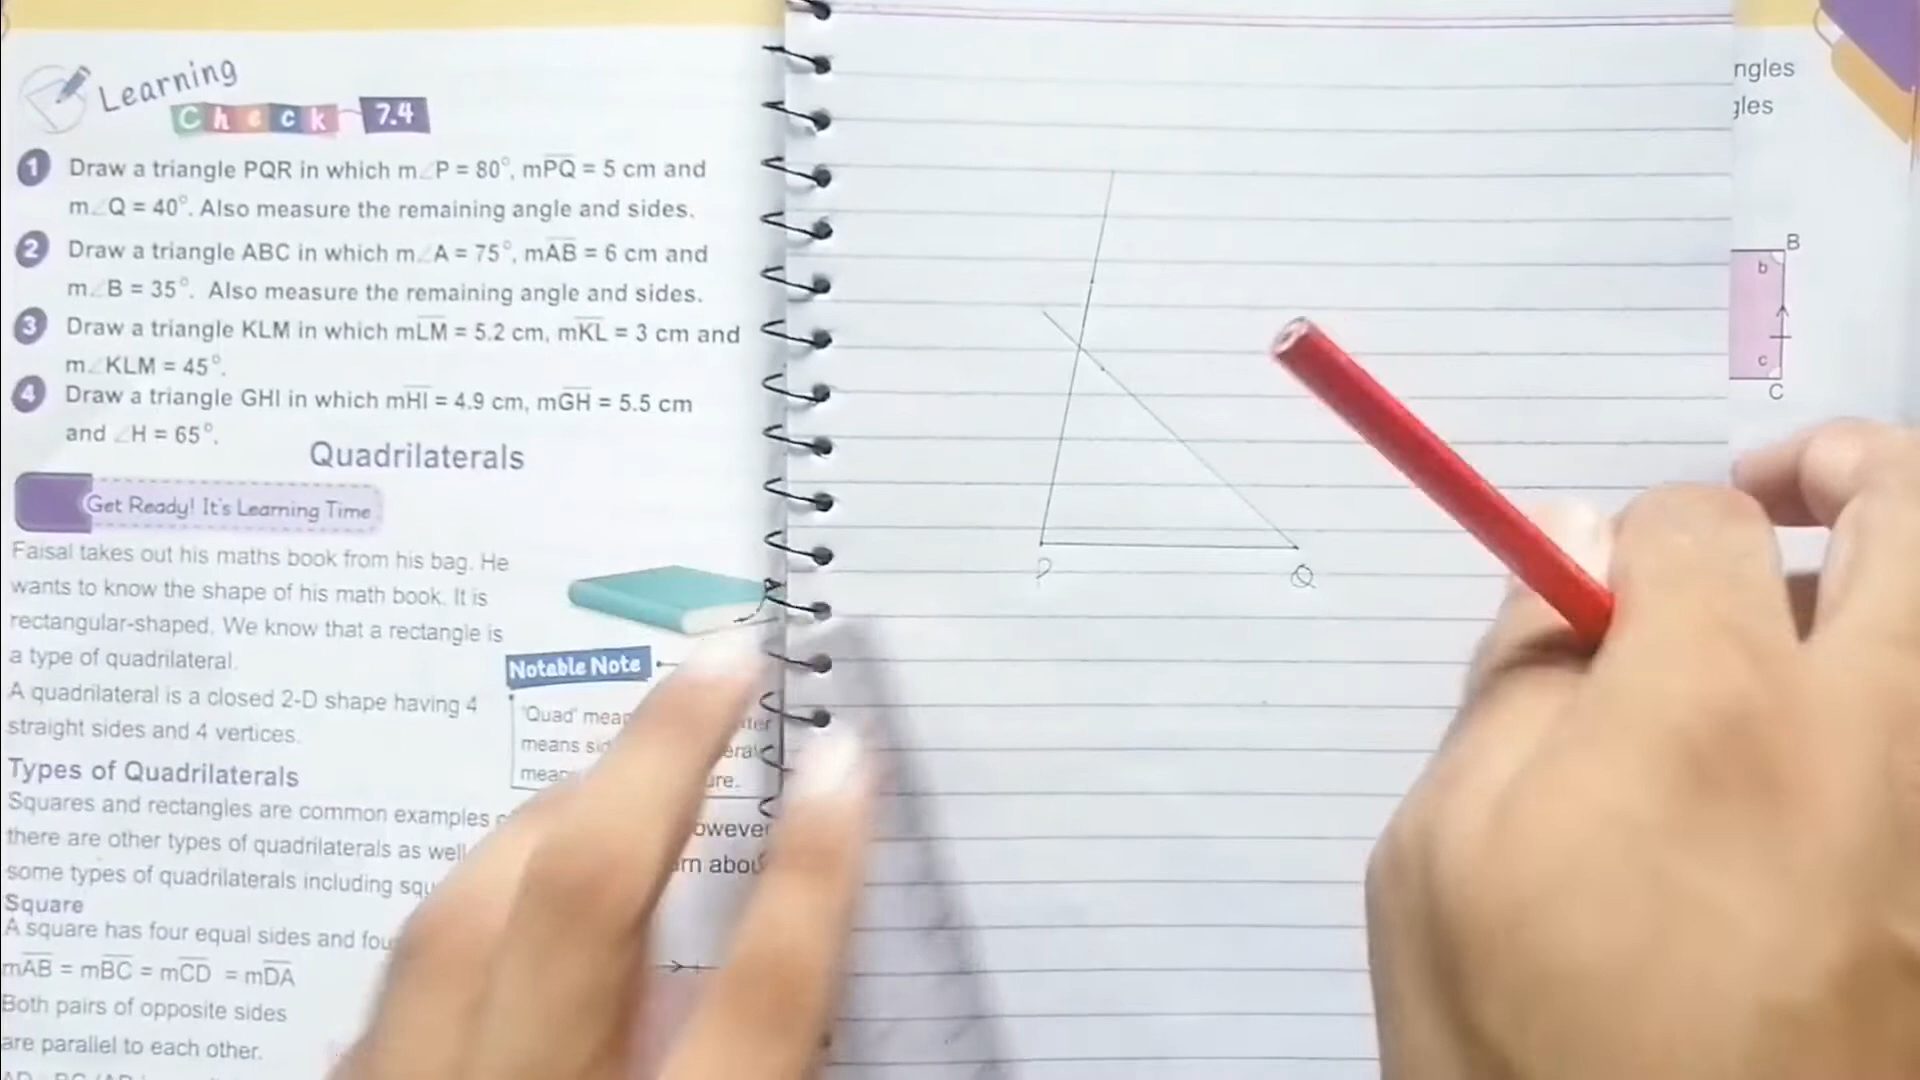 Learning
Check 7.4
1 Draw a triangle PQR in which m∠P = 80°, mPQ = 5 cm and
m∠Q = 40°. Also measure the remaining angle and sides.
2 Draw a triangle ABC in which m∠A = 75°, mAB = 6 cm and
m∠B = 35°. Also measure the remaining angle and sides.
3 Draw a triangle KLM in which mLM = 5.2 cm, mKL = 3 cm and
m∠KLM = 45°.
4 Draw a triangle GHI in which mHI = 4.9 cm, mGH = 5.5 cm
and ∠H = 65°.
Quadrilaterals
Get Ready! It's Learning Time
Faisal takes out his maths book from his bag. He
wants to know the shape of his math book. It is
rectangular-shaped. We know that a rectangle is
a type of quadrilateral.
A quadrilateral is a closed 2-D shape having 4
straight sides and 4 vertices.
Notable Note
'Quad'
means
Types of Quadrilaterals
Squares and rectangles are common examples
there are other types of quadrilaterals as well
some types of quadrilaterals including
Square
A square has four equal sides and
mAB = mBC = mCD = mDA
Both pairs of opposite sides
are parallel to each other.
P Q
ngles
gles
B
b
c
C